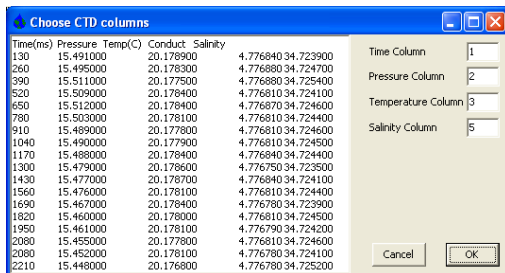 Choose CTD columns
Time(ms) Pressure Temp(C) Conduct Salinity
130 15.491000 20.178900 4.776840 34.723900
260 15.495000 20.178300 4.776880 34.724700
390 15.511000 20.177500 4.776880 34.725400
520 15.509000 20.178400 4.776810 34.724100
650 15.512000 20.178400 4.776870 34.724600
780 15.503000 20.178100 4.776840 34.724400
910 15.489000 20.177800 4.776810 34.724600
1040 15.490000 20.177900 4.776810 34.724500
1170 15.488000 20.178400 4.776840 34.724400
1300 15.479000 20.178600 4.776750 34.723500
1430 15.477000 20.178700 4.776840 34.724100
1560 15.476000 20.178100 4.776810 34.724400
1690 15.467000 20.178400 4.776780 34.723900
1820 15.460000 20.178000 4.776810 34.724500
1950 15.461000 20.178100 4.776790 34.724200
2080 15.455000 20.177800 4.776810 34.724600
2080 15.452000 20.178100 4.776780 34.724100
2210 15.448000 20.176800 4.776780 34.725200
Time Column 1
Pressure Column 2
Temperature Column 3
Salinity Column 5
Cancel OK